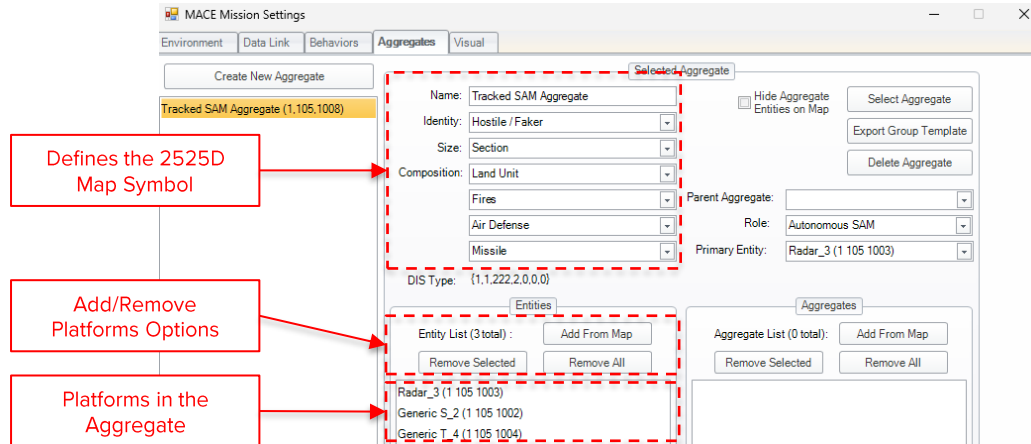 MACE Mission Settings
Environment
Data Link
Behaviors
Aggregates
Visual
Create New Aggregate
Tracked SAM Aggregate (1,105,1008)
Selected Aggregate
Name:
Tracked SAM Aggregate
Identity:
Hostile / Faker
Size:
Section
Composition:
Land Unit
Fires
Air Defense
Missile
DIS Type:
{1,1,222,2,0,0,0}
Hide Aggregate
Entities on Map
Select Aggregate
Export Group Template
Delete Aggregate
Parent Aggregate:
Role:
Autonomous SAM
Primary Entity:
Radar_3 (1 105 1003)
Entities
Entity List (3 total) :
Add From Map
Remove Selected
Remove All
Radar_3 (1 105 1003)
Generic S_2 (1 105 1002)
Generic T_4 (1 105 1004)
Aggregates
Aggregate List (0 total):
Add From Map
Remove Selected
Remove All
Defines the 2525D
Map Symbol
Add/Remove
Platforms Options
Platforms in the
Aggregate